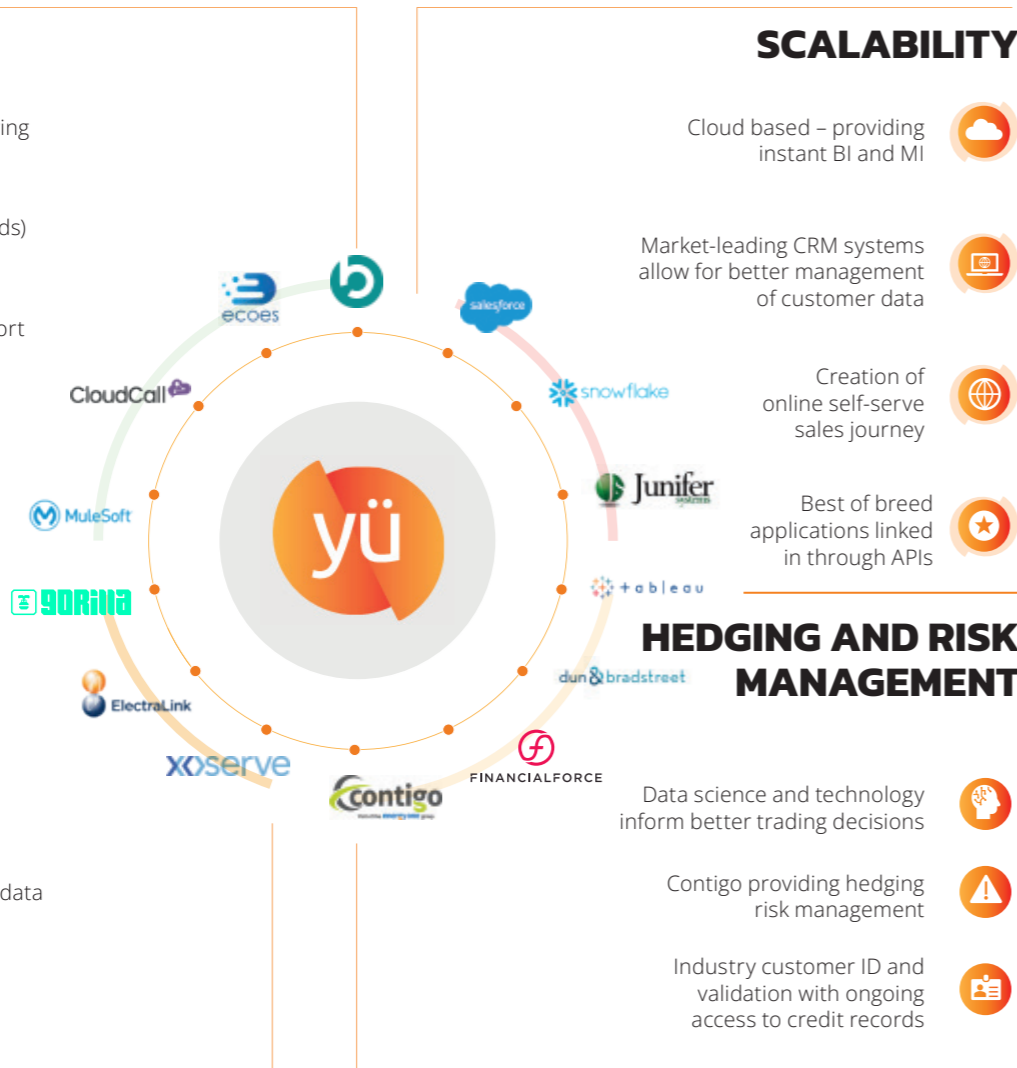 ing
ds)
ort
data
ecoes
CloudCall
MuleSoft
gorilla
ElectraLink
xoserve
contigo
yü
salesforce
snowflake
Junifer
systems
+ableau
dun & bradstreet
FINANCIALFORCE
SCALABILITY
Cloud based – providing
instant BI and MI
Market-leading CRM systems
allow for better management
of customer data
Creation of
online self-serve
sales journey
Best of breed
applications linked
in through APIs
HEDGING AND RISK
MANAGEMENT
Data science and technology
inform better trading decisions
Contigo providing hedging
risk management
Industry customer ID and
validation with ongoing
access to credit records